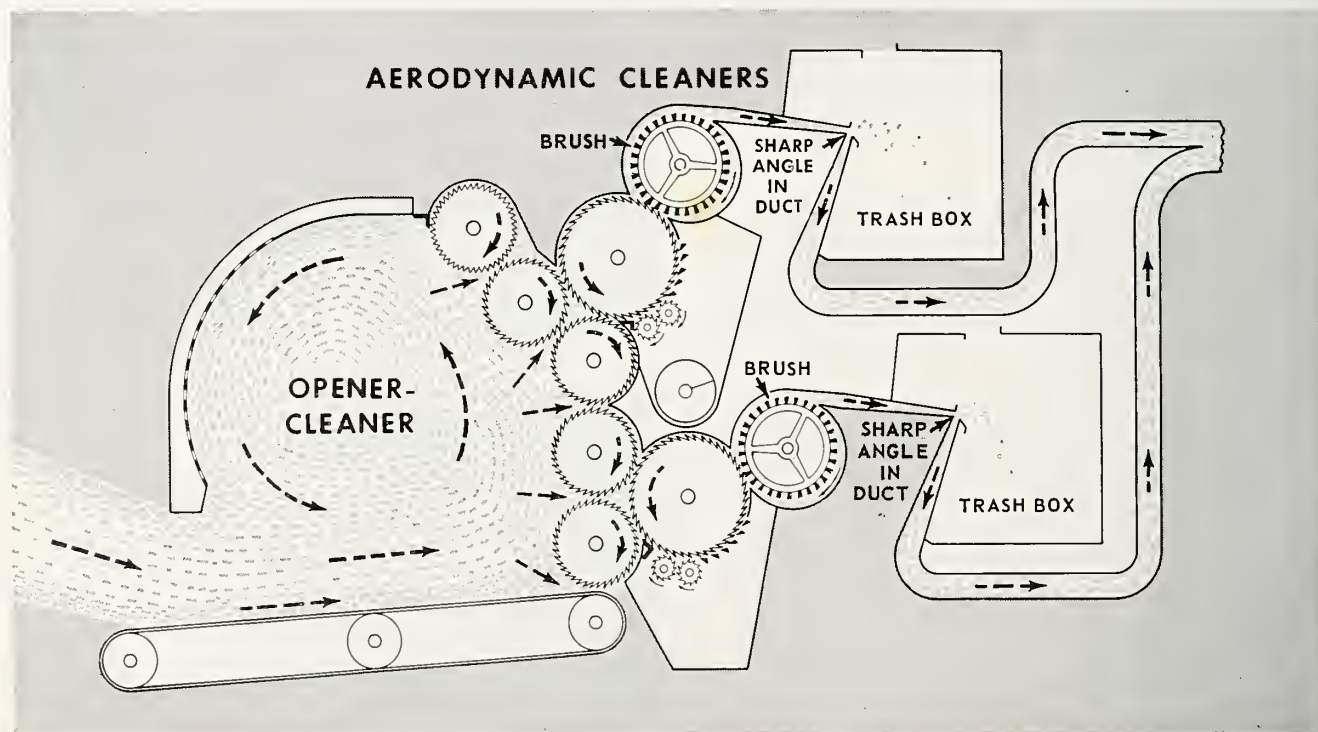 AERODYNAMIC CLEANERS
BRUSH
SHARP
ANGLE
IN
DUCT
TRASH BOX
OPENER-
CLEANER
BRUSH
SHARP
ANGLE
IN
DUCT
TRASH BOX